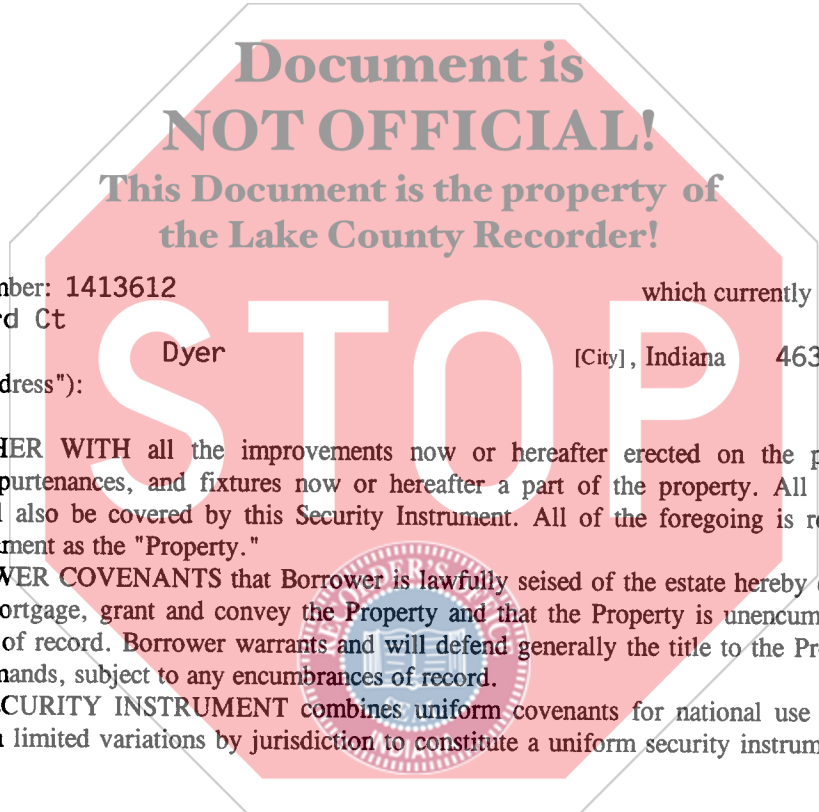 Document is
NOT OFFICIAL!
This Document is the property of
the Lake County Recorder!
nber: 1413612 which currently
rd Ct
Dyer [City], Indiana 463
dress"):
STOP
HER WITH all the improvements now or hereafter erected on the p
purtenances, and fixtures now or hereafter a part of the property. All
l also be covered by this Security Instrument. All of the foregoing is re
ment as the "Property."
WER COVENANTS that Borrower is lawfully seised of the estate hereby
ortgage, grant and convey the Property and that the Property is unencum
of record. Borrower warrants and will defend generally the title to the Pr
nands, subject to any encumbrances of record.
CURITY INSTRUMENT combines uniform covenants for national use
limited variations by jurisdiction to constitute a uniform security instrum
INDIANA